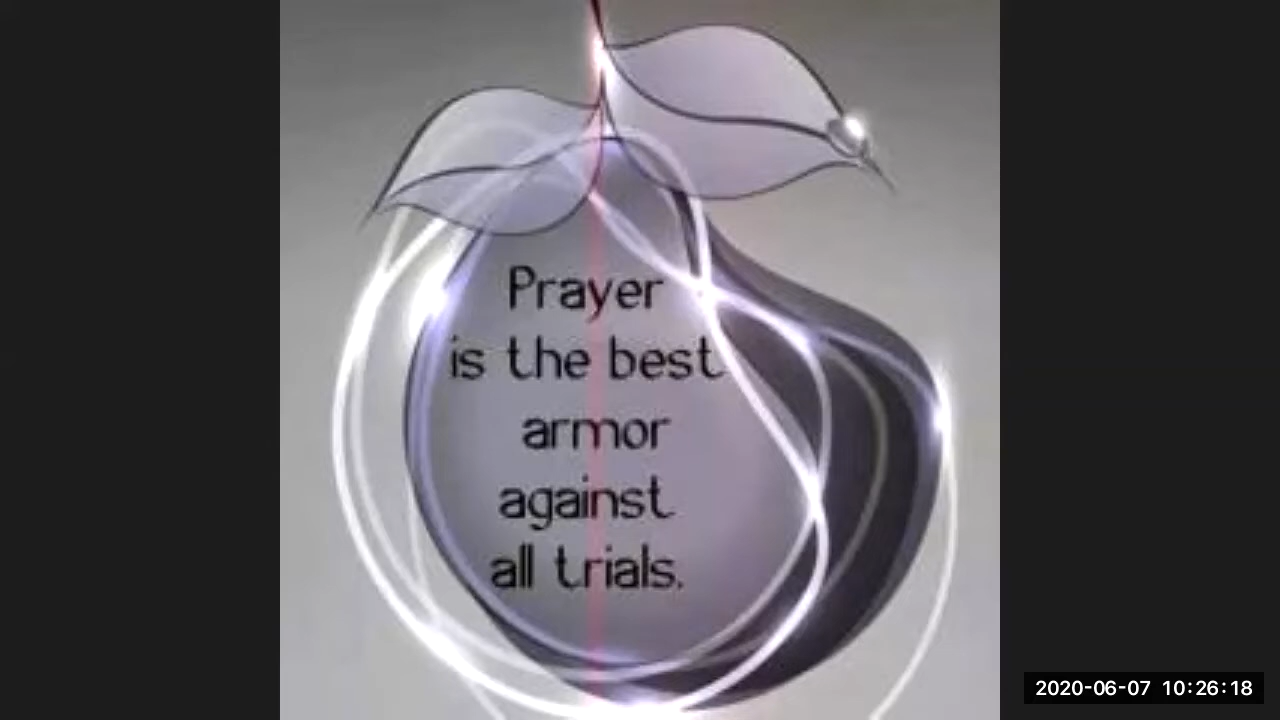 Prayer
is the best
armor
against
all trials.
2020-06-07 10:26:18